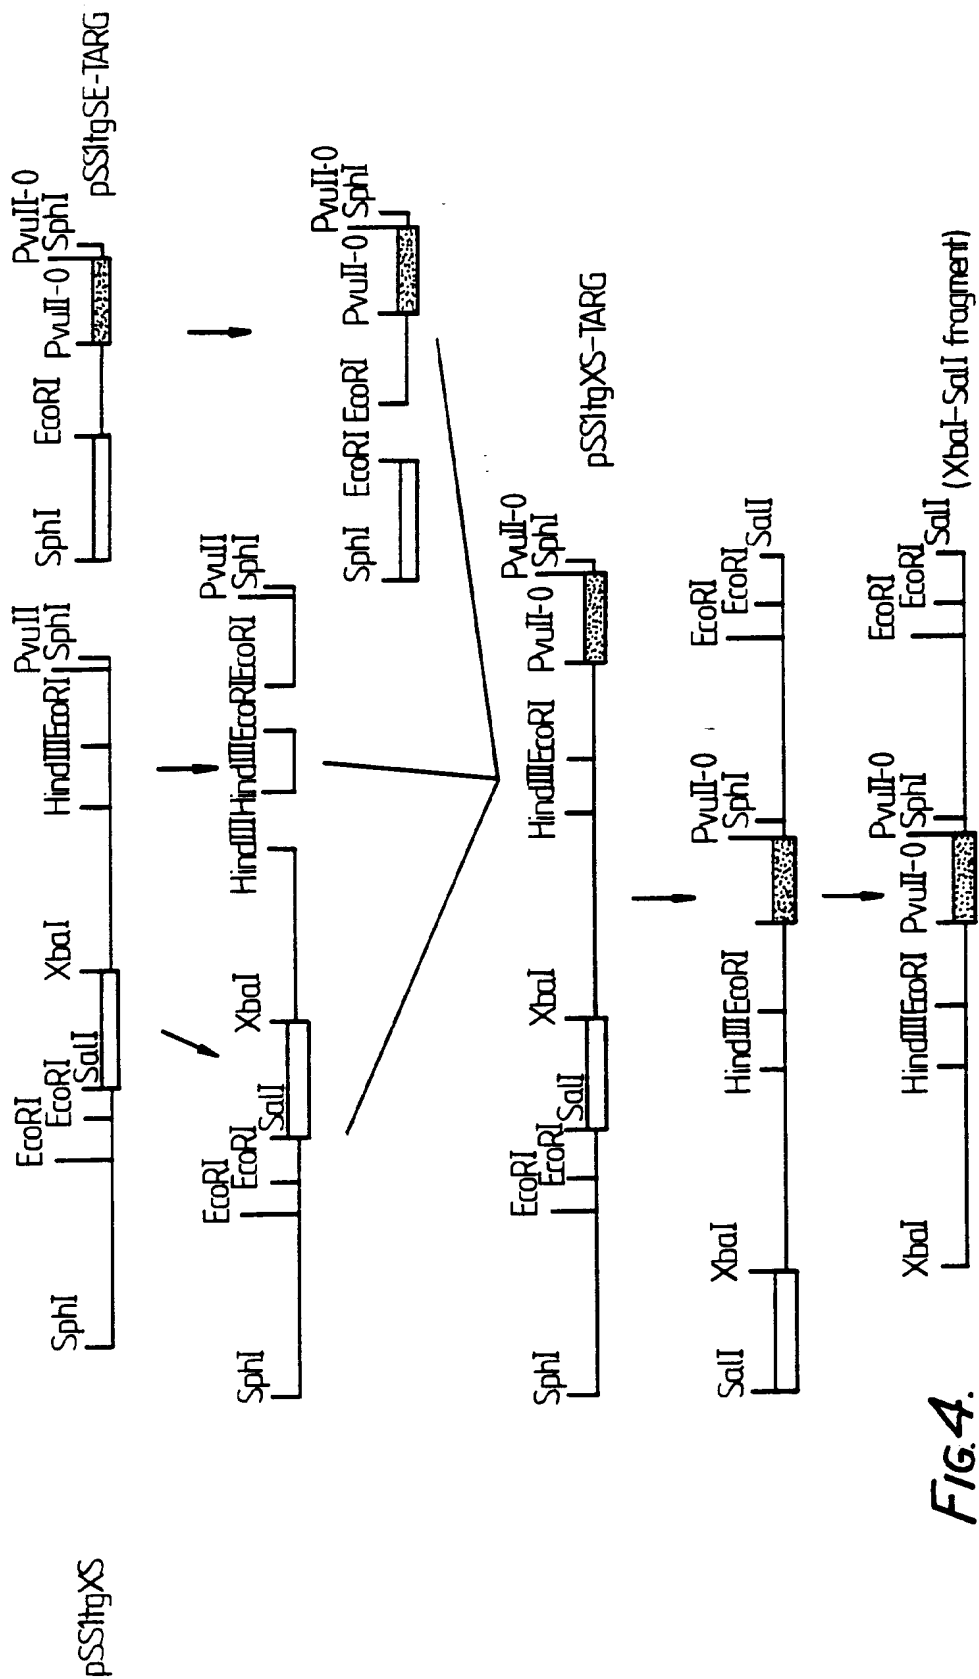 pSS1tgXS
SphI
EcoRI
EcoRI
SalI
XbaI
HindIII
EcoRI
PvuII
SphI
SphI
EcoRI
PvuII-0
PvuII-0
SphI
pSS1tgSE-TARG
SphI
EcoRI
EcoRI
SalI
XbaI
HindIII
HindIII
EcoRI
EcoRI
PvuII
SphI
SphI
EcoRI
EcoRI
PvuII-0
PvuII-0
SphI
SphI
EcoRI
EcoRI
SalI
XbaI
HindIII
EcoRI
PvuII-0
PvuII-0
SphI
pSS1tgXS-TARG
SalI
XbaI
HindIII
EcoRI
PvuII-0
SphI
EcoRI
EcoRI
SalI
XbaI
HindIII
EcoRI
PvuII-0
PvuII-0
SphI
EcoRI
EcoRI
SalI
(XbaI-SalI fragment)
FIG. 4.